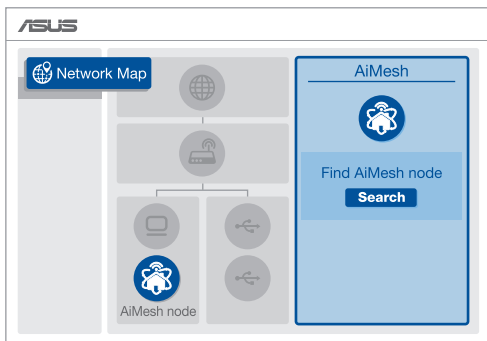 ASUS
Network Map
AiMesh
Find AiMesh node
Search
AiMesh node